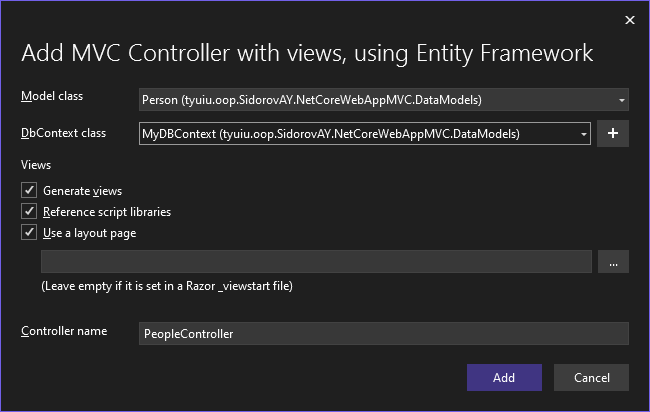 Add MVC Controller with views, using Entity Framework
Model class
Person (tyuiu.oop.SidorovAY.NetCoreWebAppMVC.DataModels)
DbContext class
MyDBContext (tyuiu.oop.SidorovAY.NetCoreWebAppMVC.DataModels)
+
Views
Generate views
Reference script libraries
Use a layout page
...
(Leave empty if it is set in a Razor _viewstart file)
Controller name
PeopleController
Add
Cancel